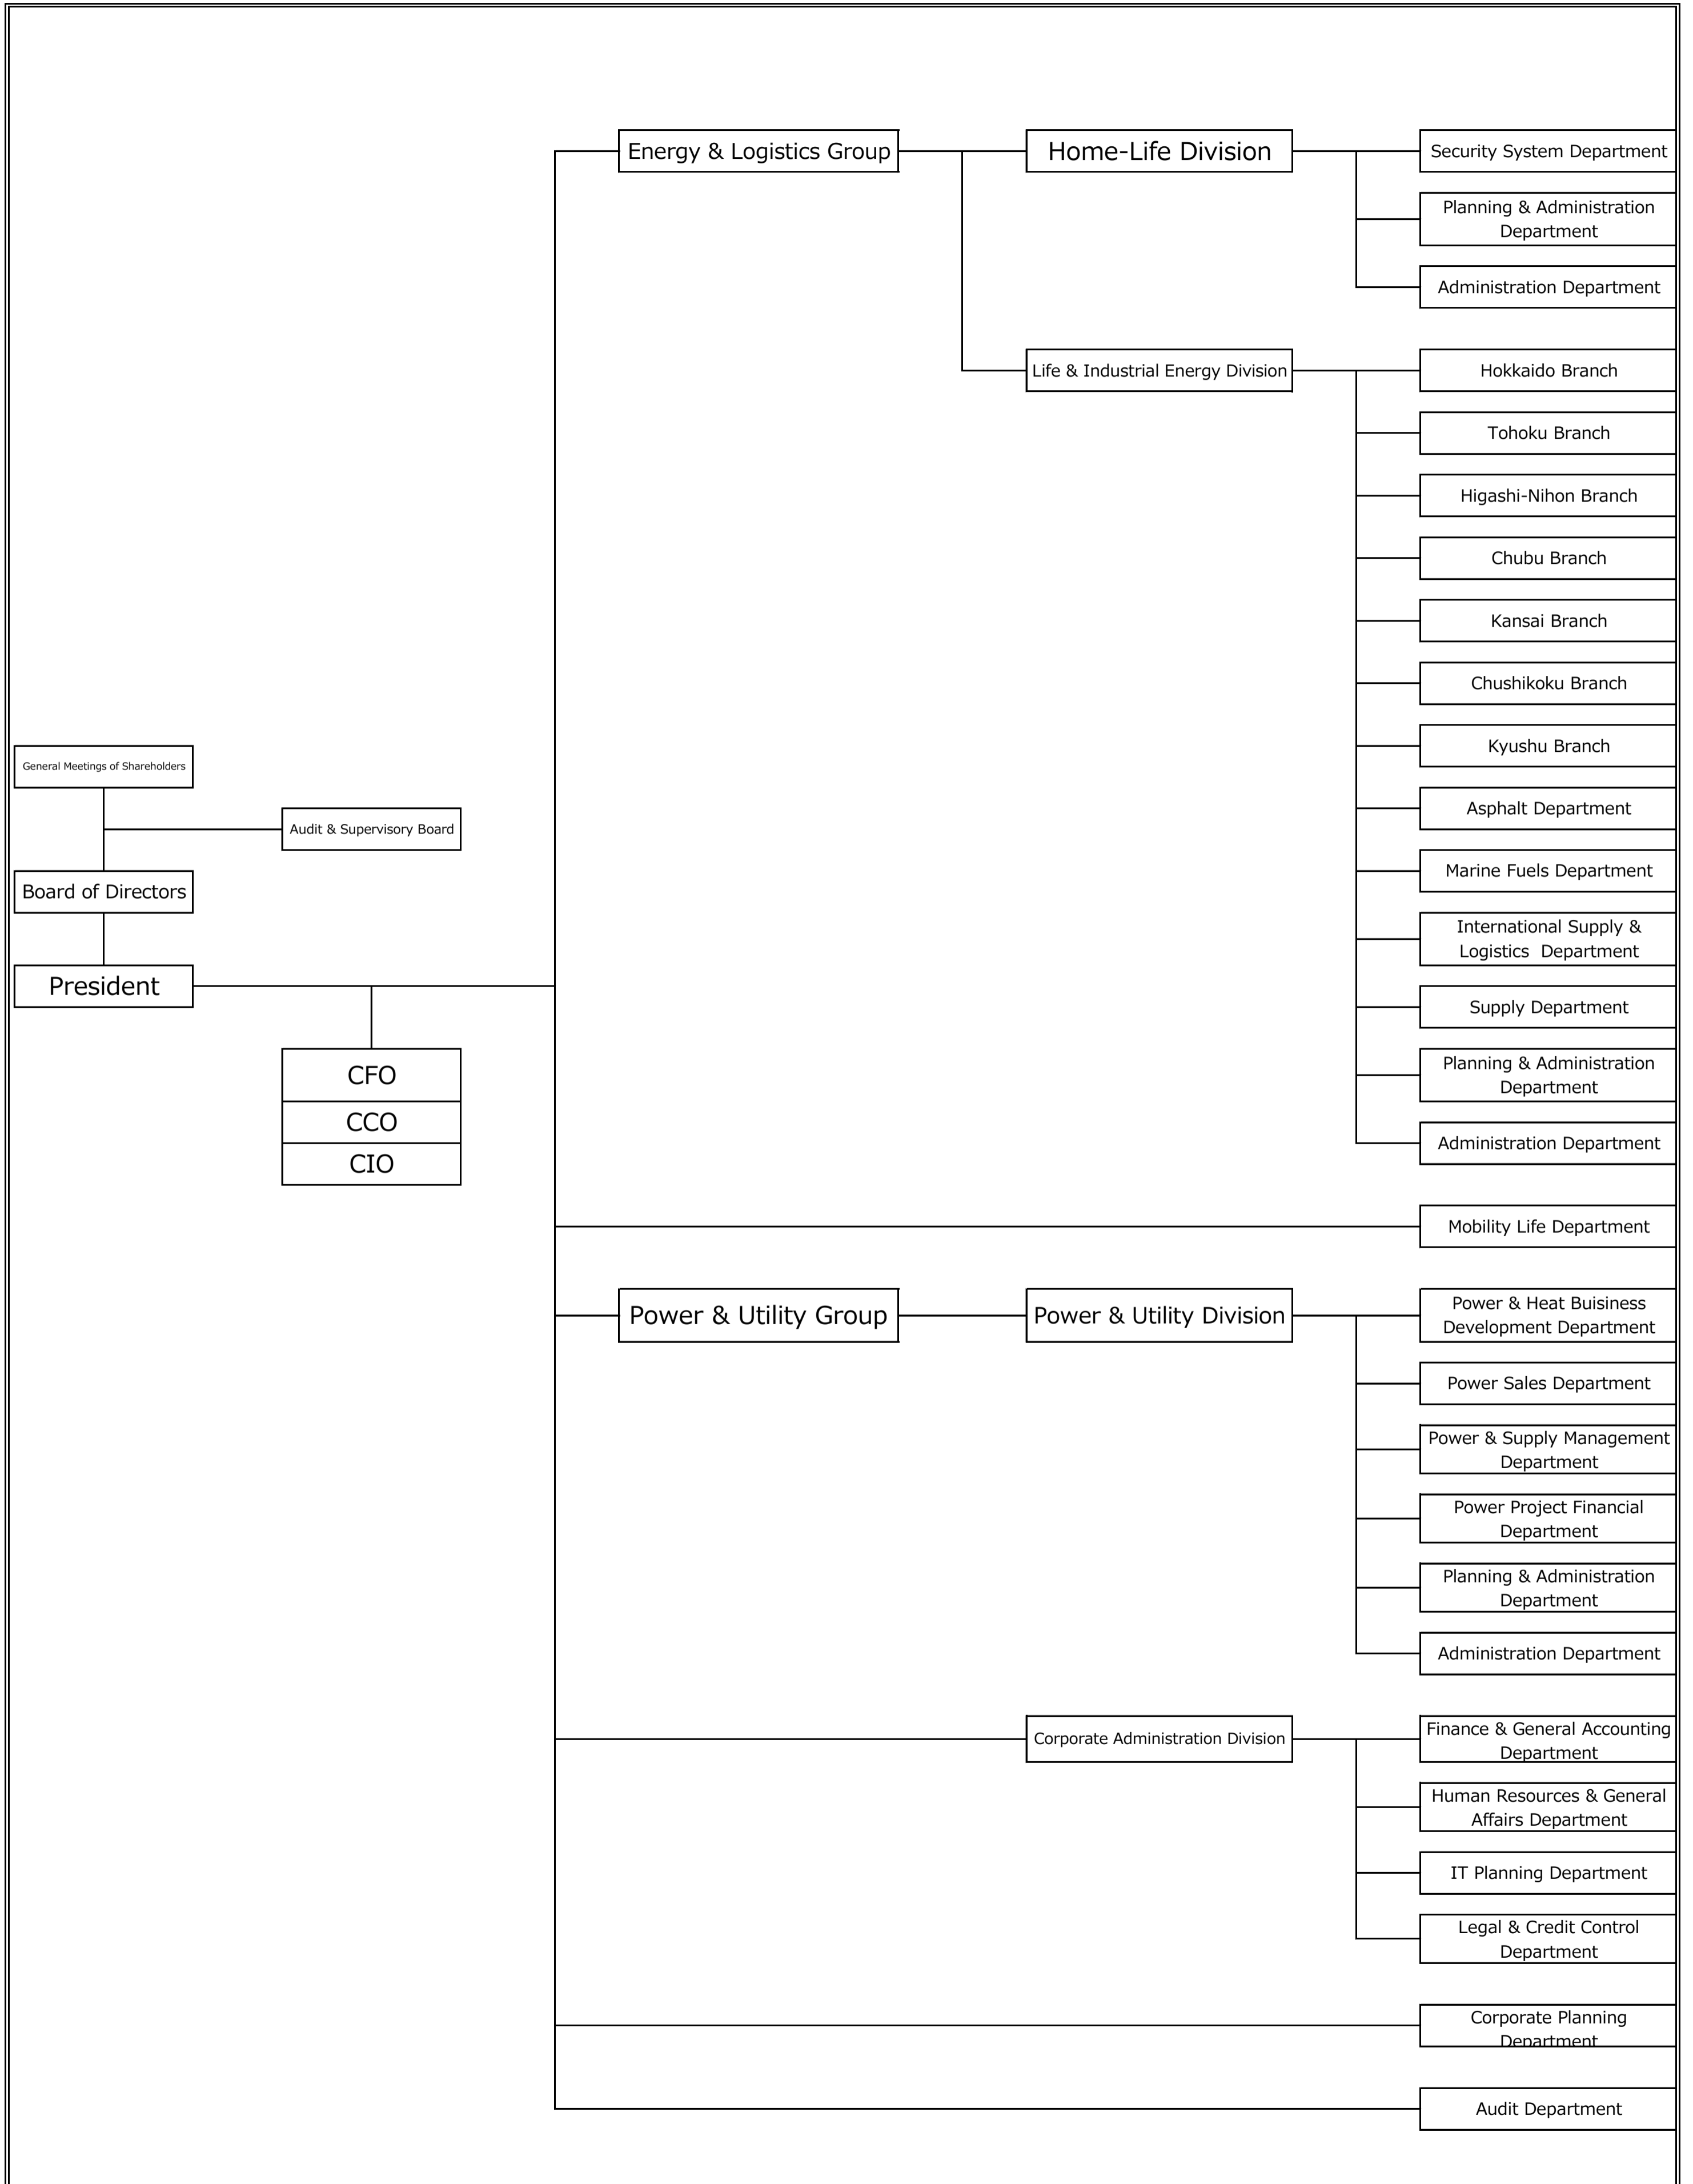 Energy & Logistics Group
Home-Life Division
Security System Department
Planning & Administration
Department
Administration Department
Life & Industrial Energy Division
Hokkaido Branch
Tohoku Branch
Higashi-Nihon Branch
Chubu Branch
Kansai Branch
Chushikoku Branch
Kyushu Branch
General Meetings of Shareholders
Asphalt Department
Audit & Supervisory Board
Marine Fuels Department
Board of Directors
International Supply &
Logistics  Department
President
Supply Department
CFO
Planning & Administration
Department
CCO
Administration Department
CIO
Mobility Life Department
Power & Utility Group
Power & Utility Division
Power & Heat Buisiness
Development Department
Power Sales Department
Power & Supply Management
Department
Power Project Financial
Department
Planning & Administration
Department
Administration Department
Corporate Administration Division
Finance & General Accounting
Department
Human Resources & General
Affairs Department
IT Planning Department
Legal & Credit Control
Department
Corporate Planning
Department
Audit Department